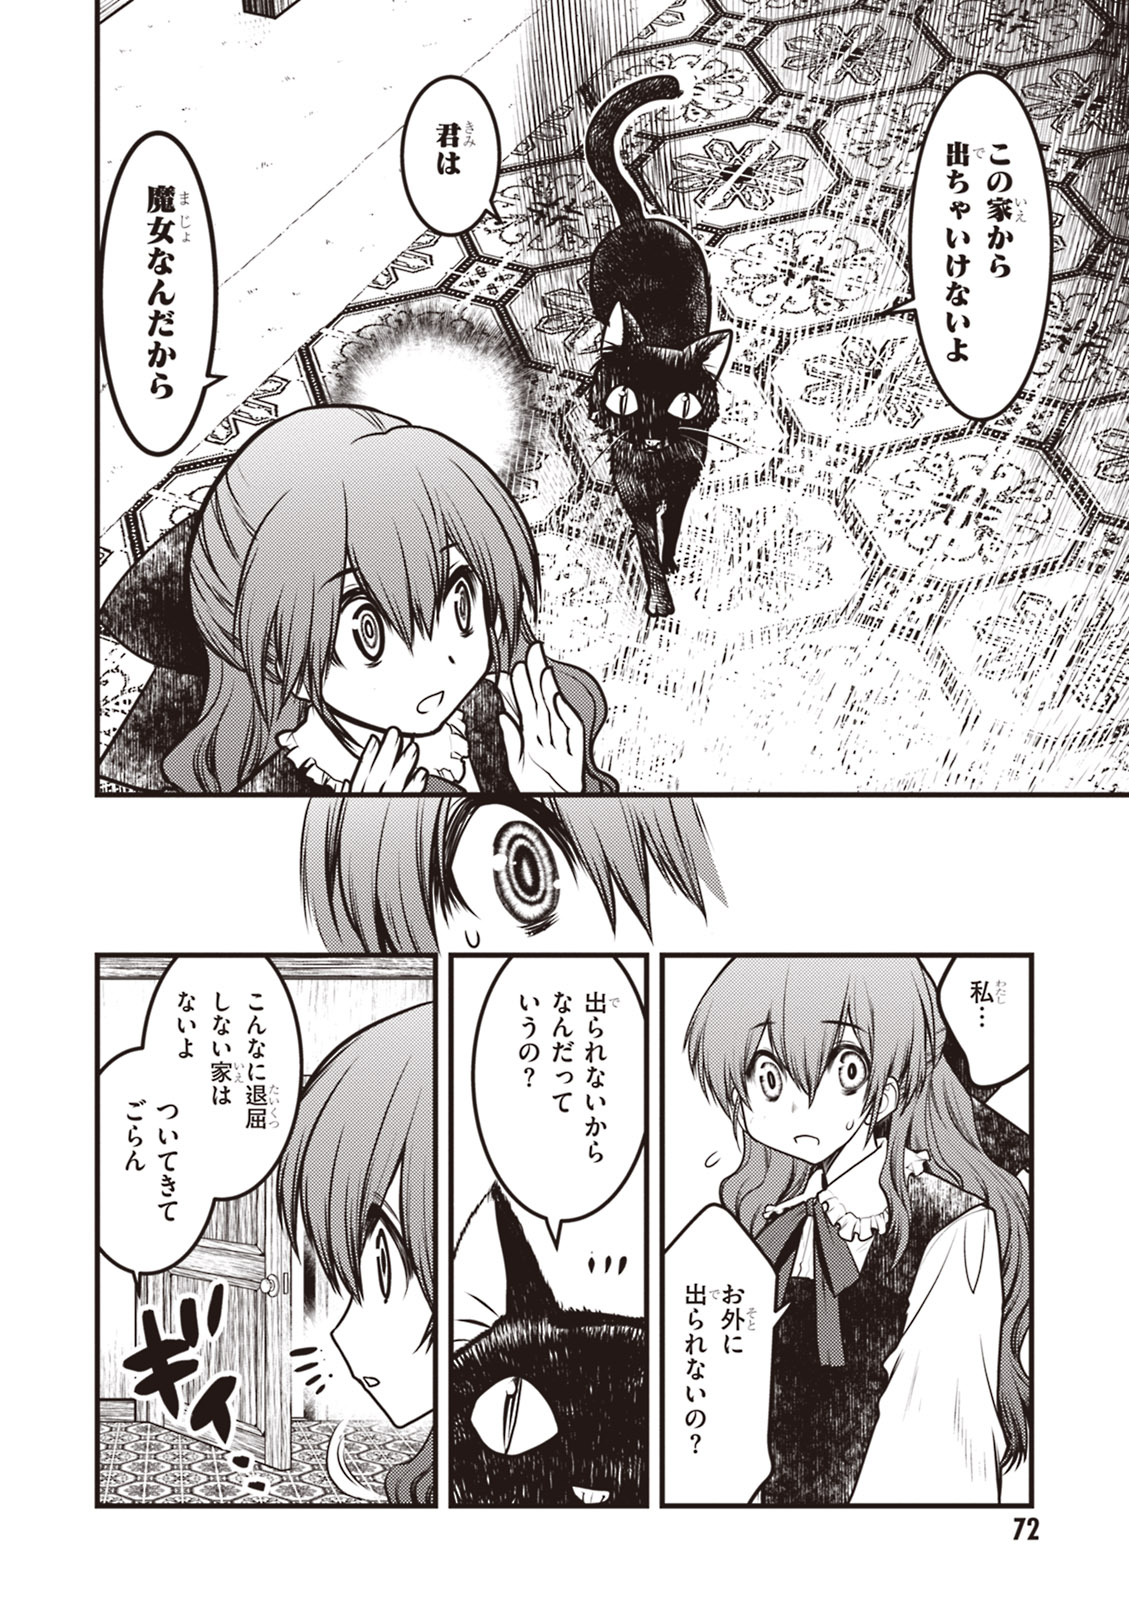 この家から
出ちゃいけないよ
君は
魔女なんだから
私…
お外に
出られないの？
出られないから
なんだって
いうの？
こんなに退屈
しない家は
ないよ
ついてきて
ごらん
ギィ…
72